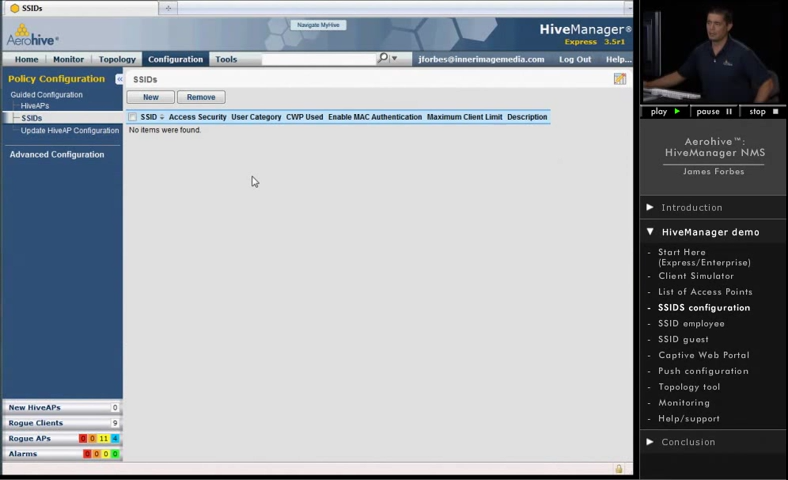 SSIDs
Navigate MyHive
Aerohive
HiveManager®
Express 3.5r1
Home Monitor Topology Configuration Tools
jforbes@innerimagemedia.com Log Out Help...
Policy Configuration
Guided Configuration
HiveAPs
SSIDs
Update HiveAP Configuration
Advanced Configuration
SSIDs
New Remove
SSID Access Security User Category CWP Used Enable MAC Authentication Maximum Client Limit Description
No items were found.
New HiveAPs 0
Rogue Clients 9
Rogue APs 0 0 11 4
Alarms 0 0 0 0
play pause stop
Aerohive™:
HiveManager NMS
James Forbes
Introduction
HiveManager demo
- Start Here
(Express/Enterprise)
- Client Simulator
- List of Access Points
- SSIDS configuration
- SSID employee
- SSID guest
- Captive Web Portal
- Push configuration
- Topology tool
- Monitoring
- Help/support
Conclusion